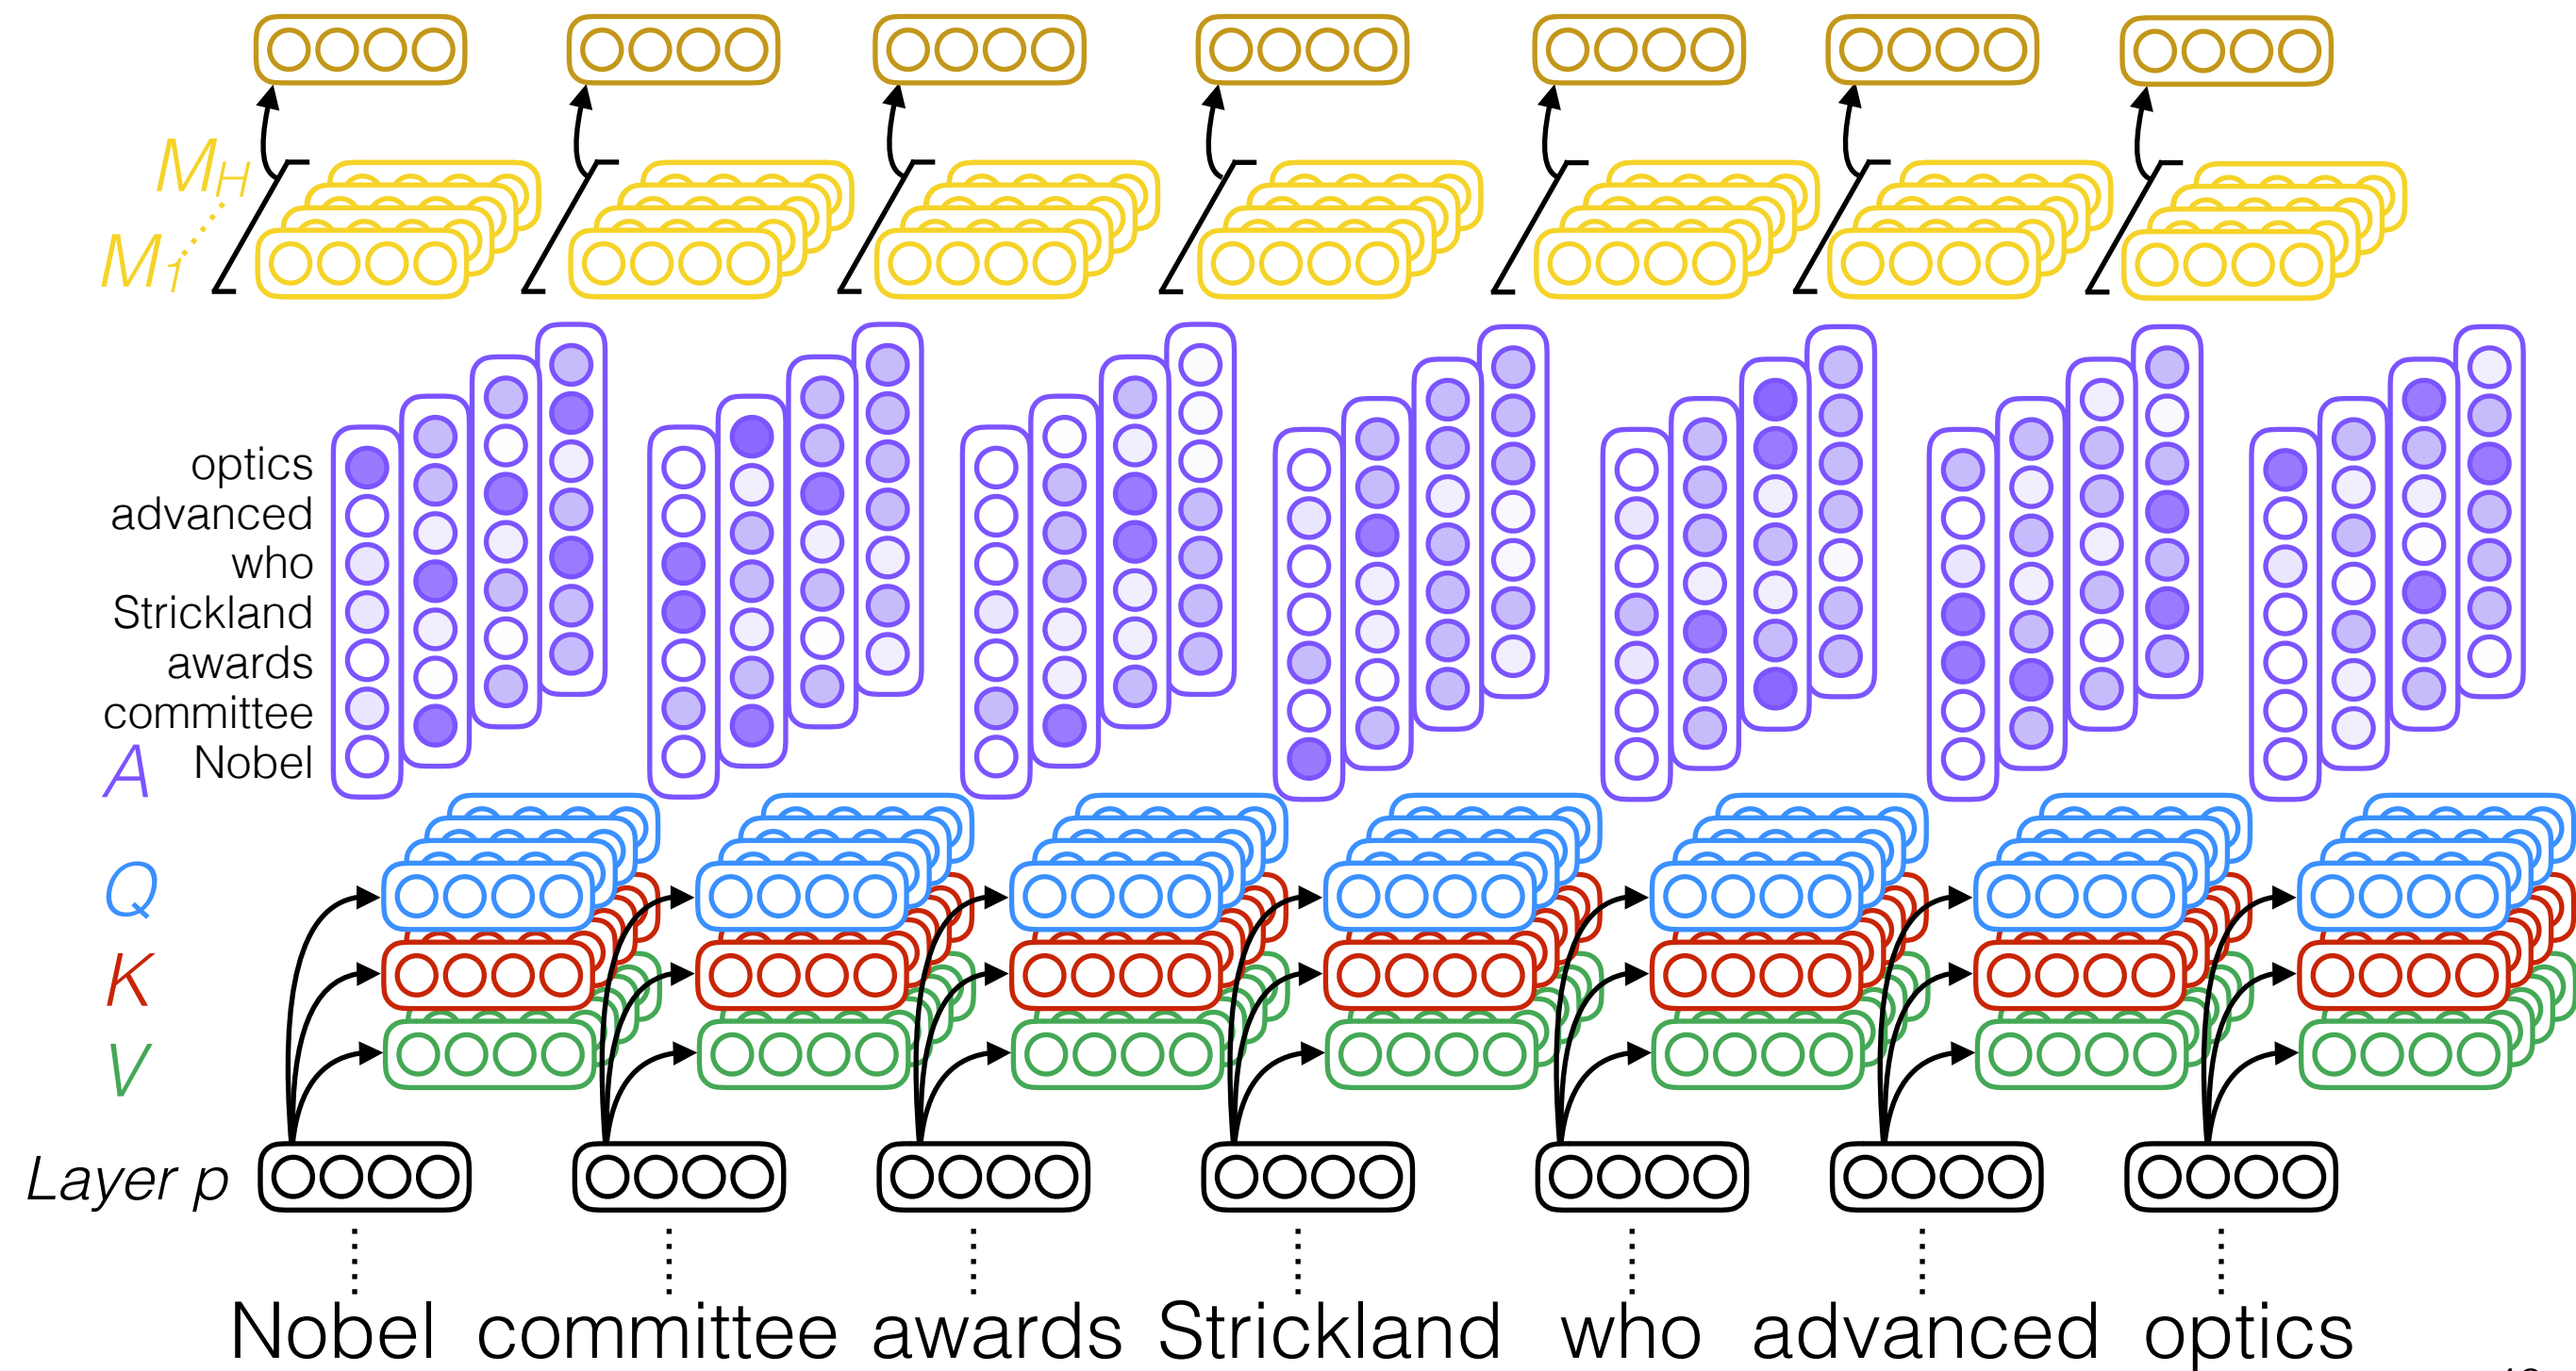 M_H
M_1
optics
advanced
who
Strickland
awards
committee
A Nobel
Q
K
V
Layer p
Nobel committee awards Strickland who advanced optics